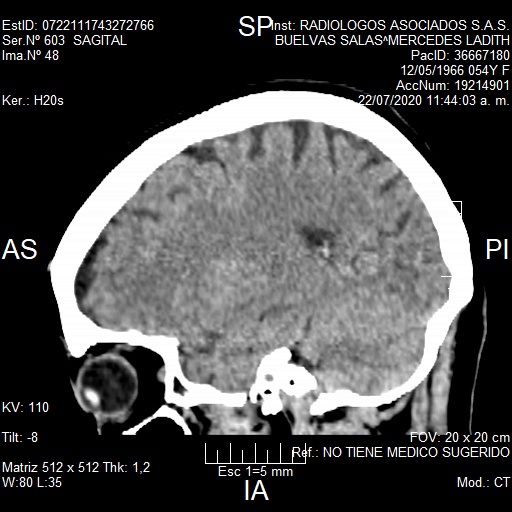 EstID: 0722111743272766
Ser.Nº 603 SAGITAL
Ima.Nº 48
Ker.: H20s
SP
Inst: RADIOLOGOS ASOCIADOS S.A.S.
BUELVAS SALAS^MERCEDES LADITH
PacID: 36667180
12/05/1966 054Y F
AccNum: 19214901
22/07/2020 11:44:03 a. m.
AS
PI
KV: 110
Tilt: -8
Matriz 512 x 512 Thk: 1,2
W:80 L:35
Esc 1=5 mm
IA
FOV: 20 x 20 cm
Ref.: NO TIENE MEDICO SUGERIDO
Mod.: CT